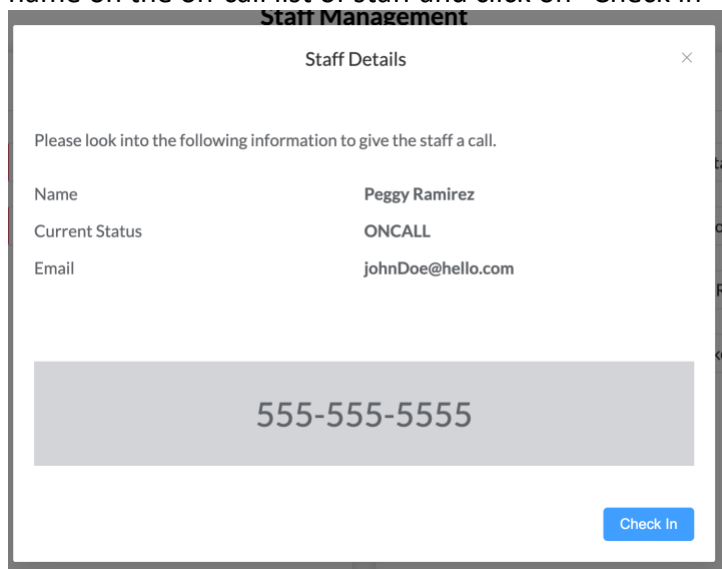 Staff Management
Staff Details ×
Please look into the following information to give the staff a call.
Name Peggy Ramirez
Current Status ONCALL
Email johnDoe@hello.com
555-555-5555
Check In